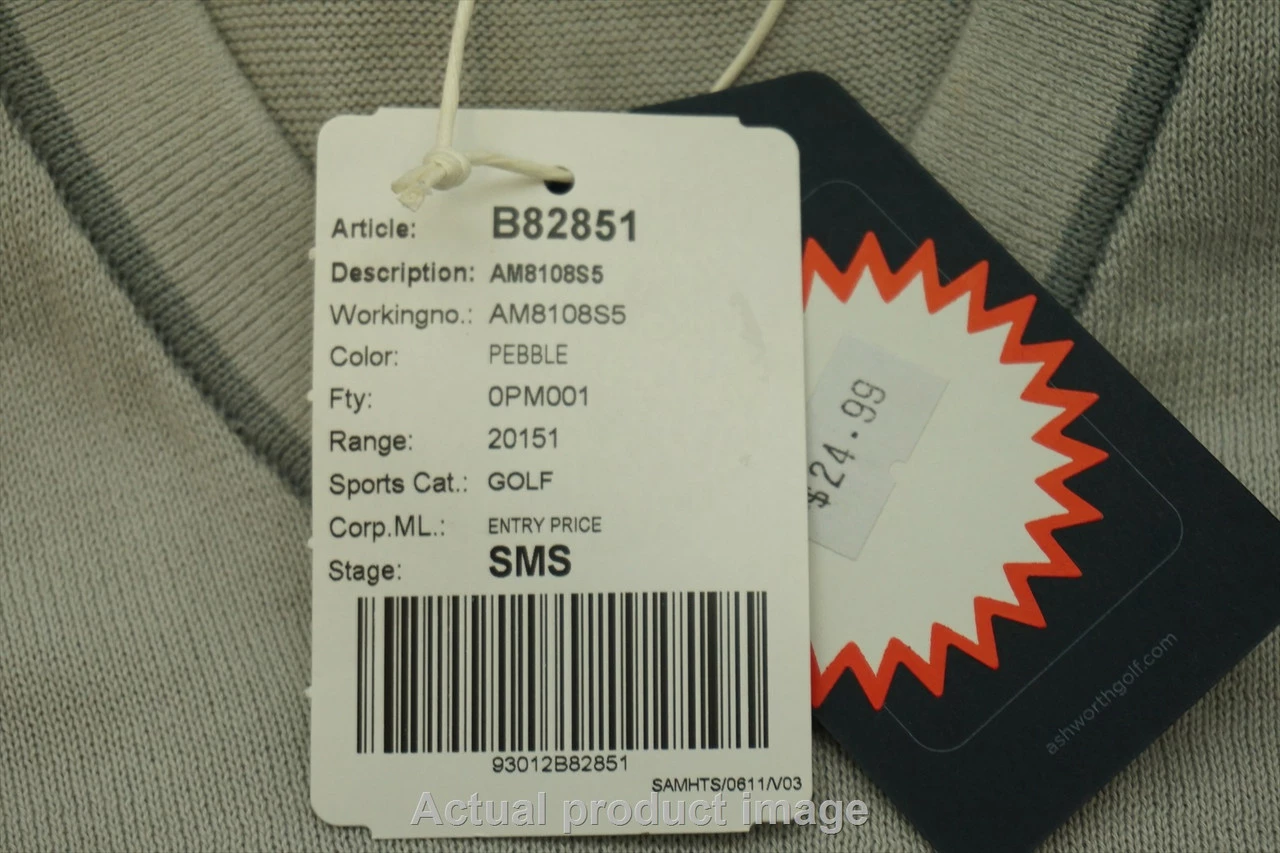 Article: B82851
Description: AM8108S5
Workingno.: AM8108S5
Color: PEBBLE
Fty: 0PM001
Range: 20151
Sports Cat.: GOLF
Corp.ML.: ENTRY PRICE
Stage: SMS
93012B82851
SAMHTS/0611/V03
$24.99
ashworthgolf.com
Actual product image